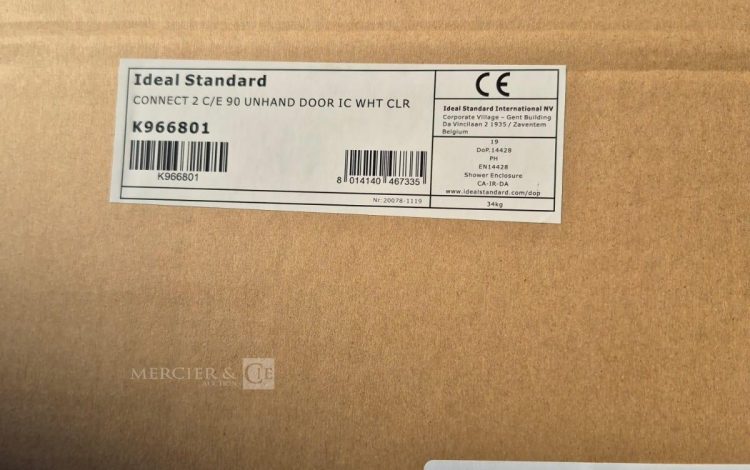 Ideal Standard
CONNECT 2 C/E 90 UNHAND DOOR IC WHT CLR
K966801
K966801
8 014140 467335
Nr. 20078-1119
CE
Ideal Standard International NV
Corporate Village – Gent Building
Da Vincilaan 2 1935 / Zaventem
Belgium
19
DoP.14428
PH
EN14428
Shower Enclosure
CA-IR-DA
www.idealstandard.com/dop
34kg
MERCIER & CIE
AUCTION